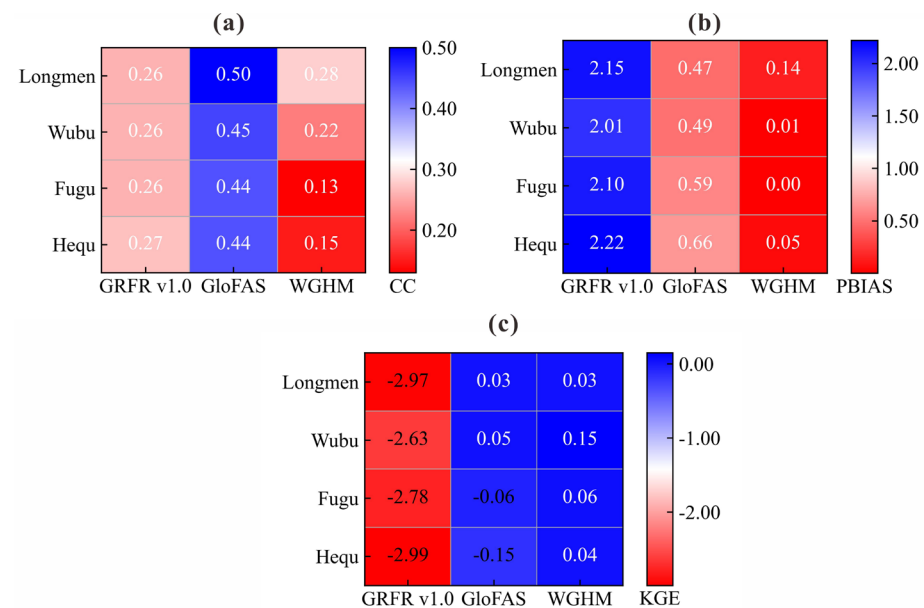 (a)
Longmen 0.26 0.50 0.28
Wubu 0.26 0.45 0.22
Fugu 0.26 0.44 0.13
Hequ 0.27 0.44 0.15
GRFR v1.0 GloFAS WGHM CC
0.50
0.40
0.30
0.20
(b)
Longmen 2.15 0.47 0.14
Wubu 2.01 0.49 0.01
Fugu 2.10 0.59 0.00
Hequ 2.22 0.66 0.05
GRFR v1.0 GloFAS WGHM PBIAS
2.00
1.00
0.50
(c)
Longmen -2.97 0.03 0.03
Wubu -2.63 0.05 0.15
Fugu -2.78 -0.06 0.06
Hequ -2.99 -0.15 0.04
GRFR v1.0 GloFAS WGHM KGE
0.00
-1.00
-2.00